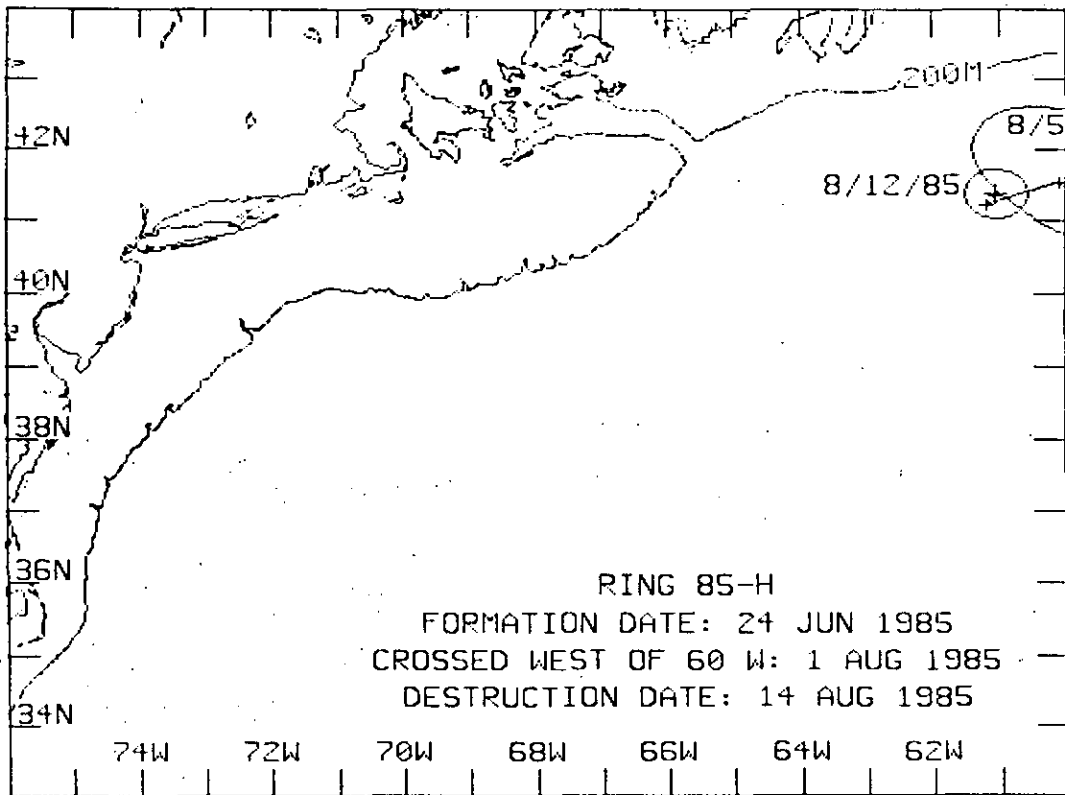 200M
42N
8/5
8/12/85
40N
38N
36N
RING 85-H
FORMATION DATE: 24 JUN 1985
CROSSED WEST OF 60 W: 1 AUG 1985
DESTRUCTION DATE: 14 AUG 1985
34N
74W 72W 70W 68W 66W 64W 62W